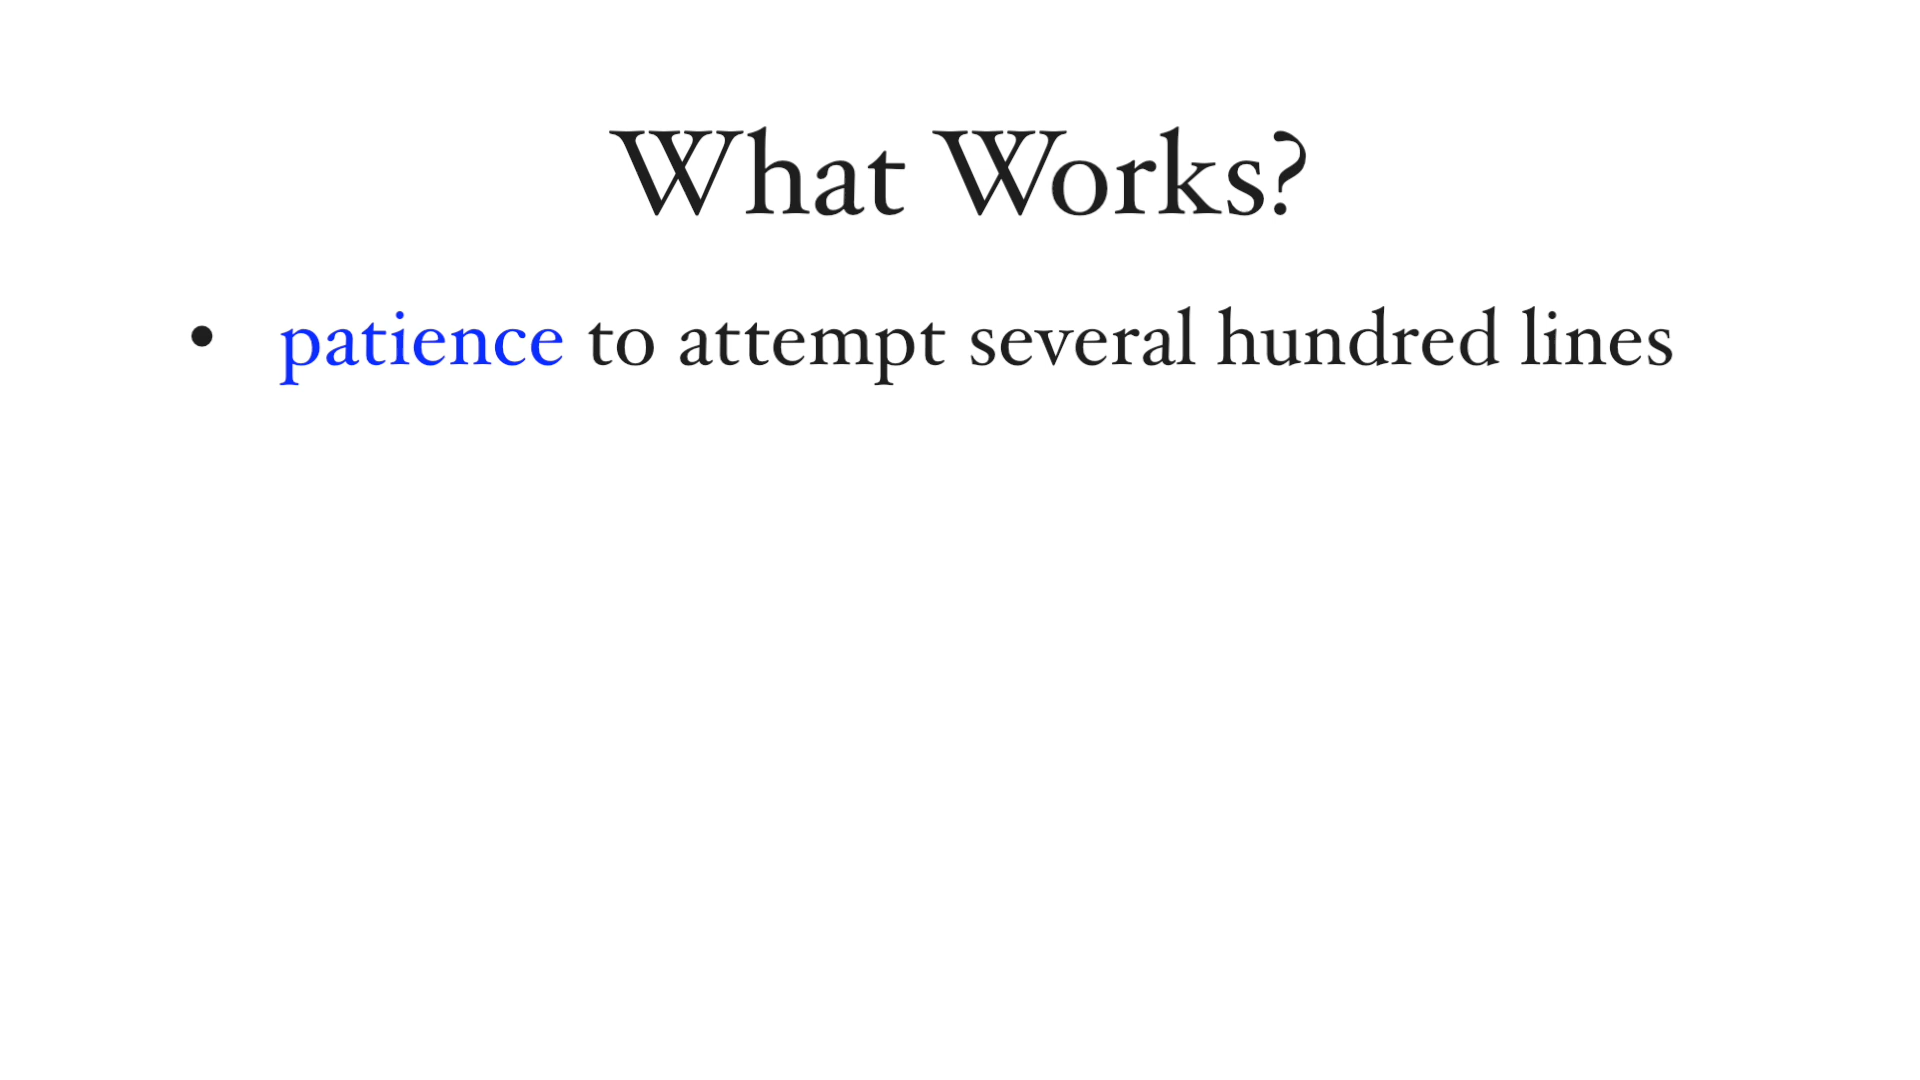 What Works?
• patience to attempt several hundred lines